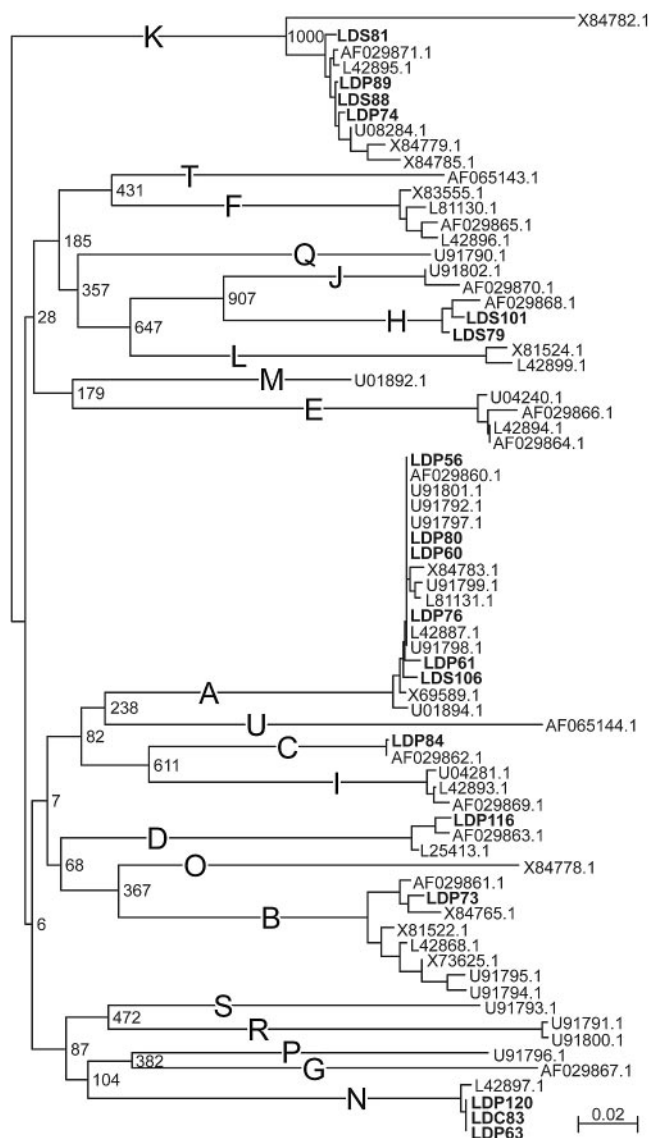 X84782.1
K
1000
LDS81
AF029871.1
L42895.1
LDP89
LDS88
LDP74
U08284.1
X84779.1
X84785.1
T
AF065143.1
431
X83555.1
F
L81130.1
AF029865.1
185
L42896.1
Q
U91790.1
U91802.1
J
357
AF029870.1
907
AF029868.1
28
H
LDS101
647
LDS79
X81524.1
L
L42899.1
M
U01892.1
179
U04240.1
E
AF029866.1
L42894.1
AF029864.1
LDP56
AF029860.1
U91801.1
U91792.1
U91797.1
LDP80
LDP60
X84783.1
U91799.1
L81131.1
LDP76
L42887.1
U91798.1
LDP61
LDS106
A
X69589.1
238
U01894.1
U
AF065144.1
82
C
LDP84
AF029862.1
611
U04281.1
I
L42893.1
7
AF029869.1
LDP116
D
AF029863.1
L25413.1
68
O
X84778.1
AF029861.1
367
LDP73
B
X84765.1
6
X81522.1
L42868.1
X73625.1
U91795.1
U91794.1
S
U91793.1
472
U91791.1
R
U91800.1
87
P
U91796.1
382
G
AF029867.1
104
L42897.1
N
LDP120
LDC83
LDP63
0.02